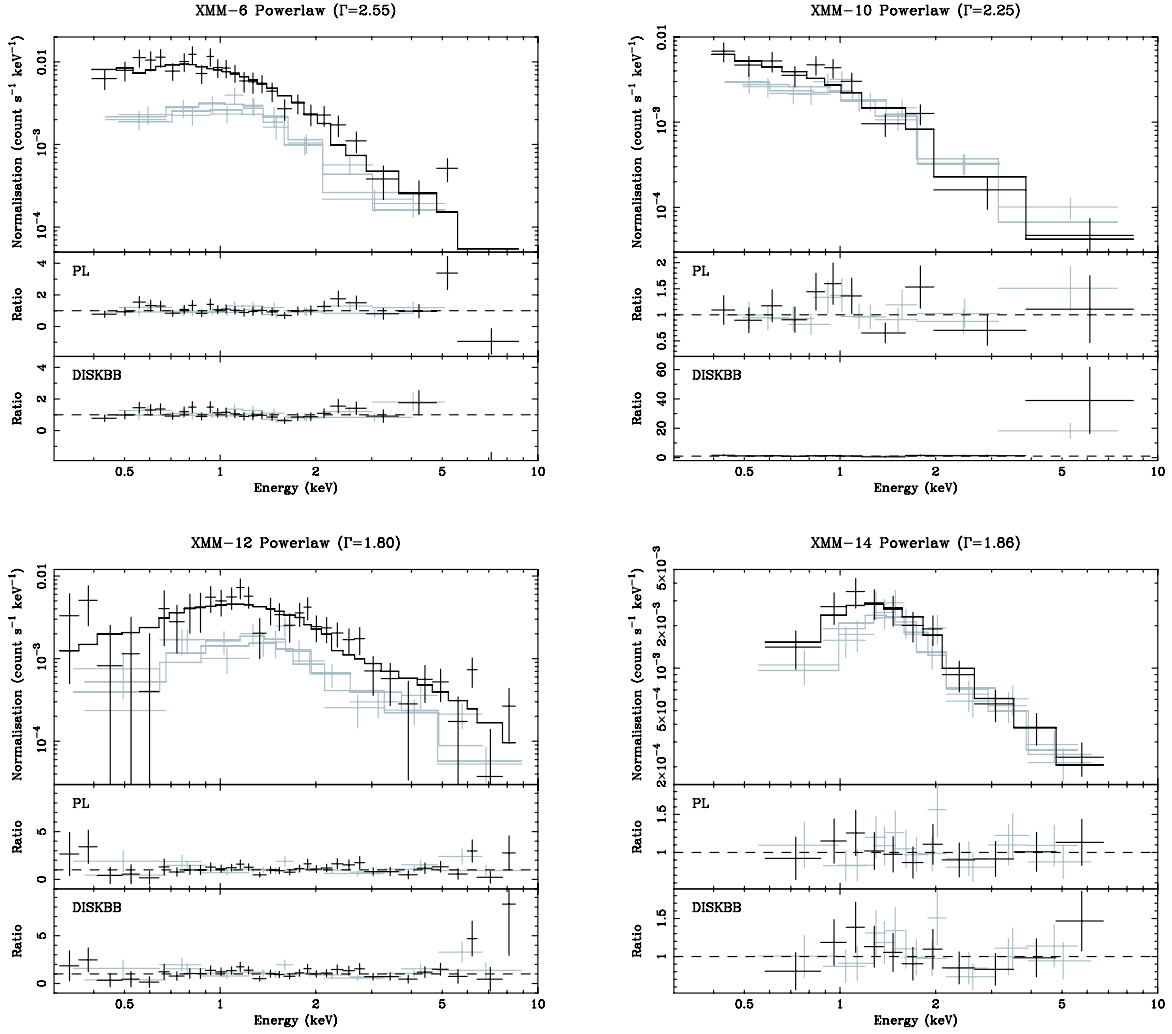 XMM-6 Powerlaw (Γ=2.55)
Normalisation (count s⁻¹ keV⁻¹)
0.01
10⁻³
10⁻⁴
PL
Ratio
4
2
0
DISKBB
Ratio
4
2
0
0.5 1 2 5 10
Energy (keV)
XMM-10 Powerlaw (Γ=2.25)
Normalisation (count s⁻¹ keV⁻¹)
0.01
10⁻³
10⁻⁴
PL
Ratio
2
1.5
1
0.5
DISKBB
Ratio
60
40
20
0
0.5 1 2 5 10
Energy (keV)
XMM-12 Powerlaw (Γ=1.80)
Normalisation (count s⁻¹ keV⁻¹)
0.01
10⁻³
10⁻⁴
PL
Ratio
5
0
DISKBB
Ratio
5
0
0.5 1 2 5 10
Energy (keV)
XMM-14 Powerlaw (Γ=1.86)
Normalisation (count s⁻¹ keV⁻¹)
5×10⁻³
2×10⁻³
10⁻³
5×10⁻⁴
2×10⁻⁴
PL
Ratio
1.5
1
DISKBB
Ratio
1.5
1
0.5 1 2 5 10
Energy (keV)